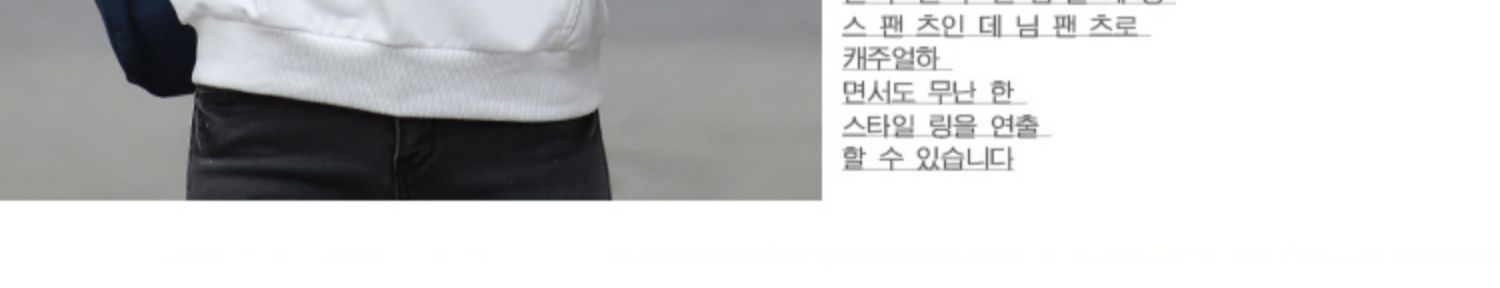 스 팬 츠인 데 님 팬 츠로
캐주얼하
면서도 무난 한
스타일 링을 연출
할 수 있습니다